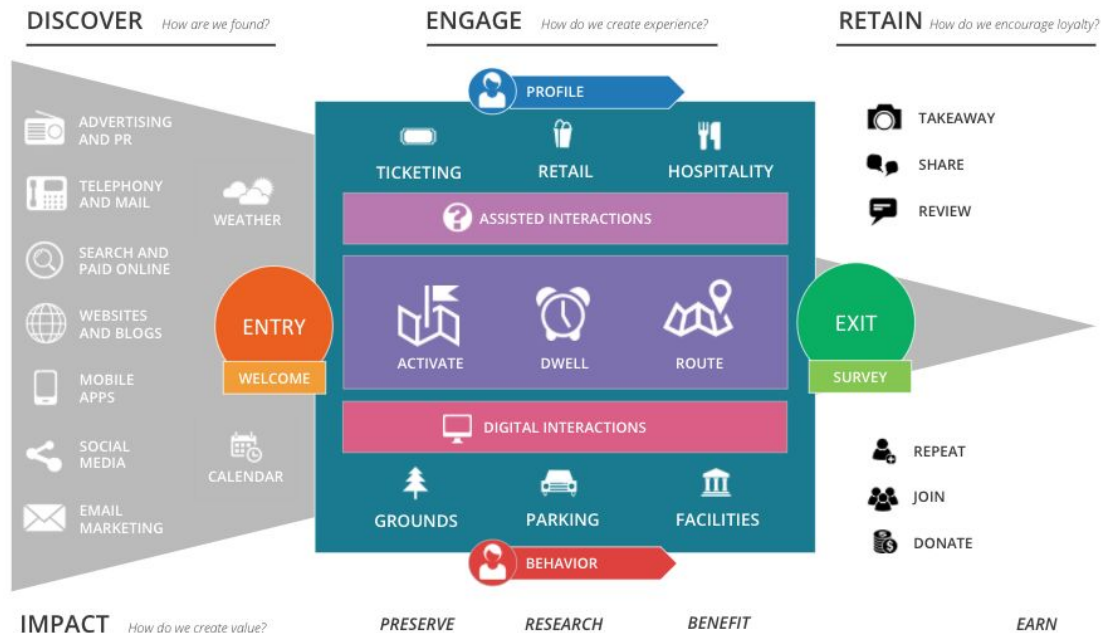 DISCOVER How are we found?
ENGAGE How do we create experience?
RETAIN How do we encourage loyalty?
ADVERTISING
AND PR
TELEPHONY
AND MAIL
SEARCH AND
PAID ONLINE
WEBSITES
AND BLOGS
MOBILE
APPS
SOCIAL
MEDIA
EMAIL
MARKETING
WEATHER
CALENDAR
ENTRY
WELCOME
PROFILE
TICKETING
RETAIL
HOSPITALITY
? ASSISTED INTERACTIONS
ACTIVATE
DWELL
ROUTE
DIGITAL INTERACTIONS
GROUNDS
PARKING
FACILITIES
BEHAVIOR
EXIT
SURVEY
TAKEAWAY
SHARE
REVIEW
REPEAT
JOIN
DONATE
IMPACT How do we create value?
PRESERVE
RESEARCH
BENEFIT
EARN